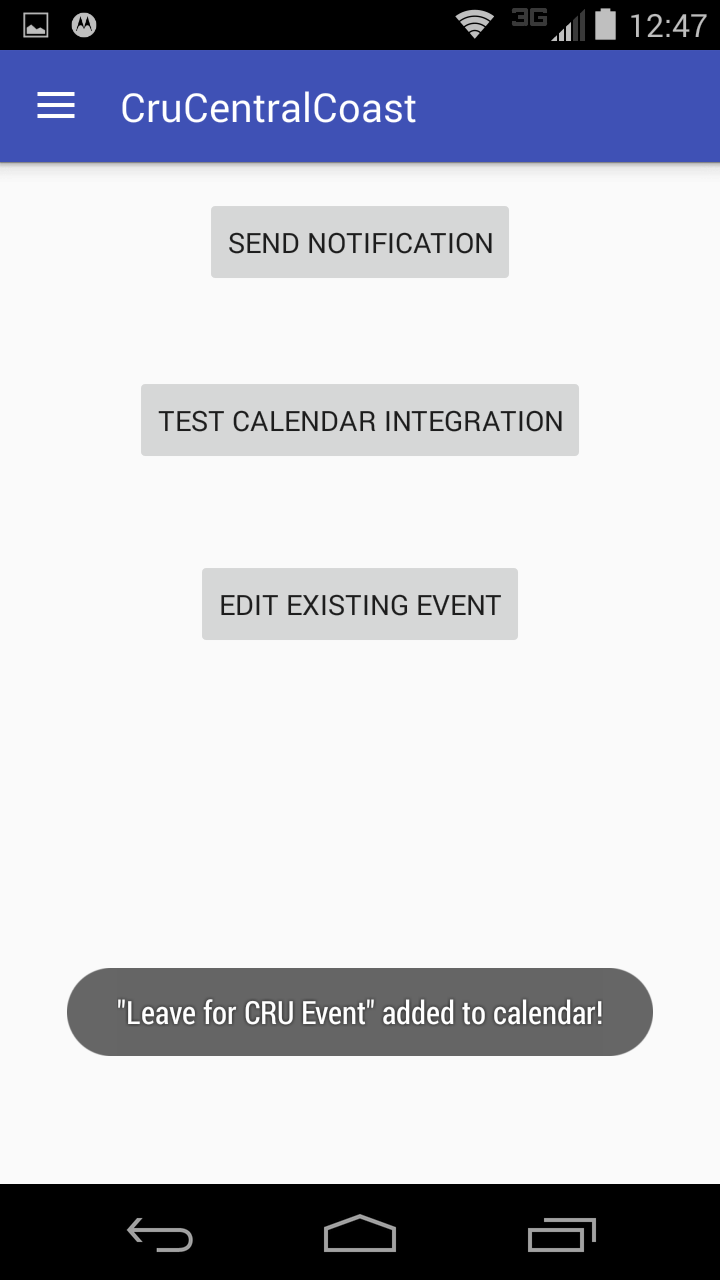 3G 12:47
CruCentralCoast
SEND NOTIFICATION
TEST CALENDAR INTEGRATION
EDIT EXISTING EVENT
"Leave for CRU Event" added to calendar!